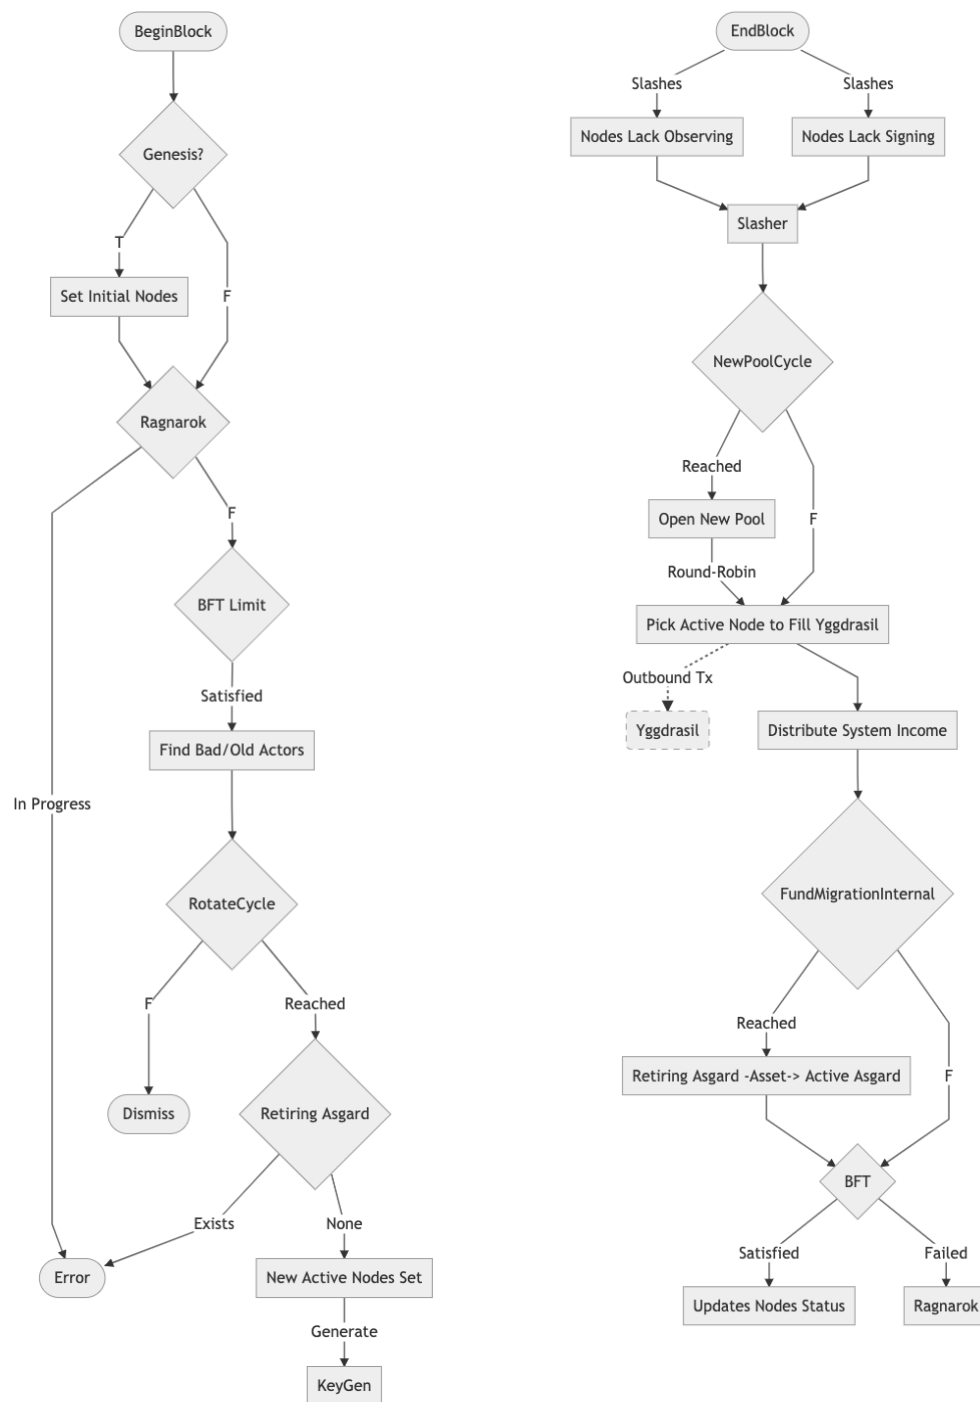 BeginBlock
Genesis?
T
Set Initial Nodes
F
Ragnarok
F
BFT Limit
Satisfied
Find Bad/Old Actors
In Progress
RotateCycle
F
Reached
Dismiss
Retiring Asgard
Exists
None
Error
New Active Nodes Set
Generate
KeyGen
EndBlock
Slashes
Slashes
Nodes Lack Observing
Nodes Lack Signing
Slasher
NewPoolCycle
Reached
Open New Pool
F
Round-Robin
Pick Active Node to Fill Yggdrasil
Outbound Tx
Yggdrasil
Distribute System Income
FundMigrationInternal
Reached
Retiring Asgard -Asset-> Active Asgard
F
BFT
Satisfied
Failed
Updates Nodes Status
Ragnarok